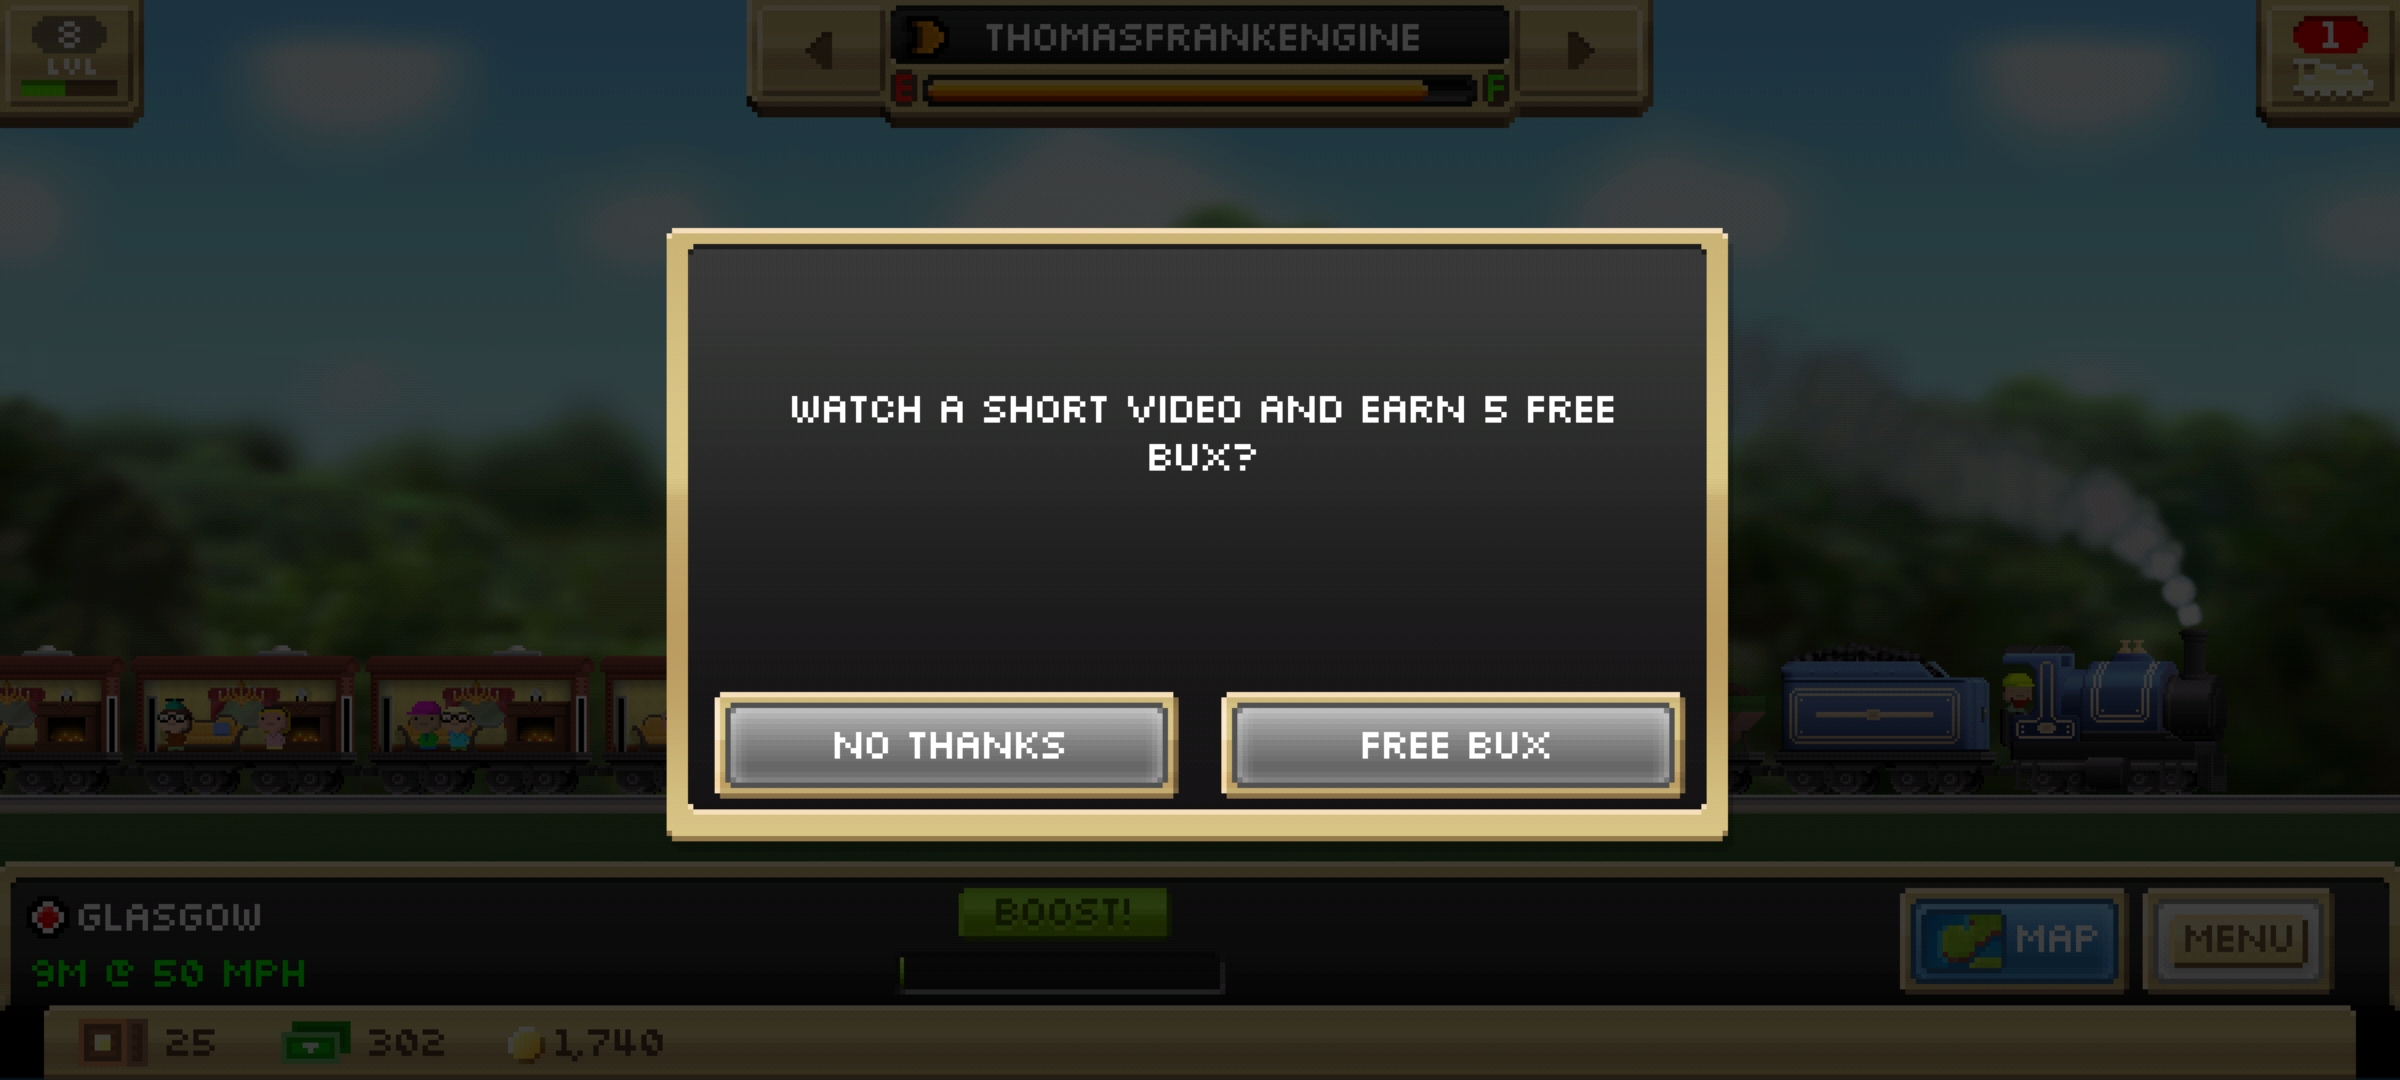 8
LVL
THOMASFRANKENGINE
E F
1
WATCH A SHORT VIDEO AND EARN 5 FREE
BUX?
NO THANKS
FREE BUX
GLASGOW
9M @ 50 MPH
BOOST!
MAP
MENU
25
302
1,740